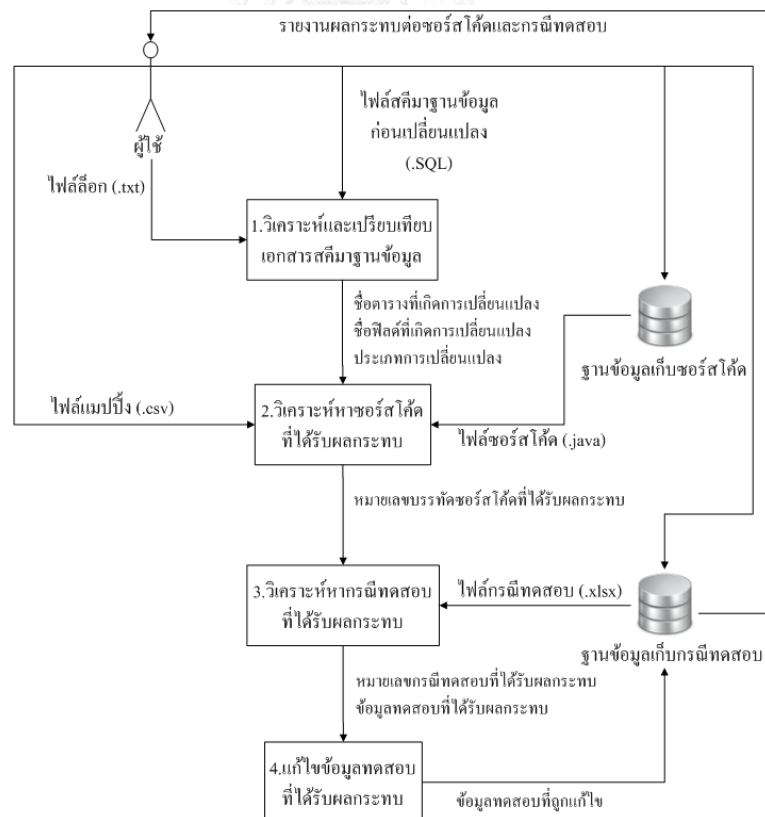 รายงานผลกระทบต่อซอร์สโค้ดและกรณีทดสอบ
ผู้ใช้
ไฟล์สคีมาฐานข้อมูล
ก่อนเปลี่ยนแปลง
(.SQL)
ไฟล์ล็อก (.txt)
1.วิเคราะห์และเปรียบเทียบ
เอกสารสคีมาฐานข้อมูล
ชื่อตารางที่เกิดการเปลี่ยนแปลง
ชื่อฟิลด์ที่เกิดการเปลี่ยนแปลง
ประเภทการเปลี่ยนแปลง
ฐานข้อมูลเก็บซอร์สโค้ด
ไฟล์แมปปิ้ง (.csv)
2.วิเคราะห์หาซอร์สโค้ด
ที่ได้รับผลกระทบ
ไฟล์ซอร์สโค้ด (.java)
หมายเลขบรรทัดซอร์สโค้ดที่ได้รับผลกระทบ
3.วิเคราะห์หากรณีทดสอบ
ที่ได้รับผลกระทบ
ไฟล์กรณีทดสอบ (.xlsx)
ฐานข้อมูลเก็บกรณีทดสอบ
หมายเลขกรณีทดสอบที่ได้รับผลกระทบ
ข้อมูลทดสอบที่ได้รับผลกระทบ
4.แก้ไขข้อมูลทดสอบ
ที่ได้รับผลกระทบ
ข้อมูลทดสอบที่ถูกแก้ไข